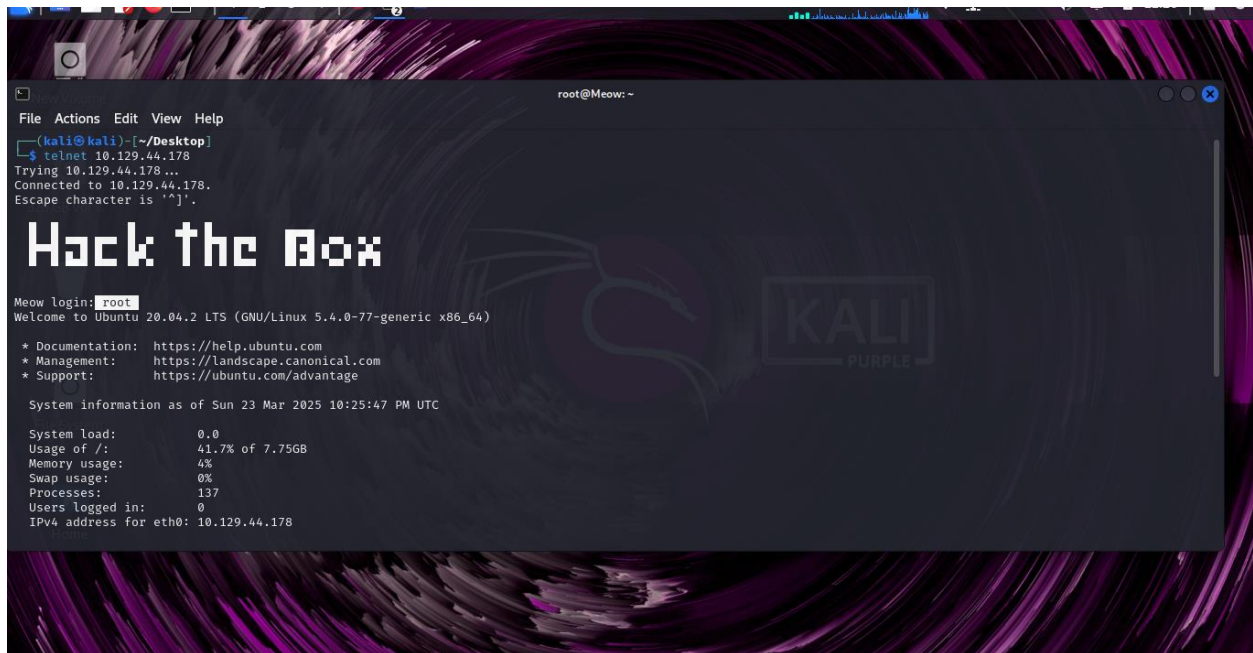 2
root@Meow: ~
File Actions Edit View Help
┌──(kali㉿kali)-[~/Desktop]
└─$ telnet 10.129.44.178
Trying 10.129.44.178...
Connected to 10.129.44.178.
Escape character is '^]'.
Hack the Box
Meow login: root
Welcome to Ubuntu 20.04.2 LTS (GNU/Linux 5.4.0-77-generic x86_64)
* Documentation: https://help.ubuntu.com
* Management: https://landscape.canonical.com
* Support: https://ubuntu.com/advantage
System information as of Sun 23 Mar 2025 10:25:47 PM UTC
System load: 0.0
Usage of /: 41.7% of 7.75GB
Memory usage: 4%
Swap usage: 0%
Processes: 137
Users logged in: 0
IPv4 address for eth0: 10.129.44.178
Home
KALI
PURPLE